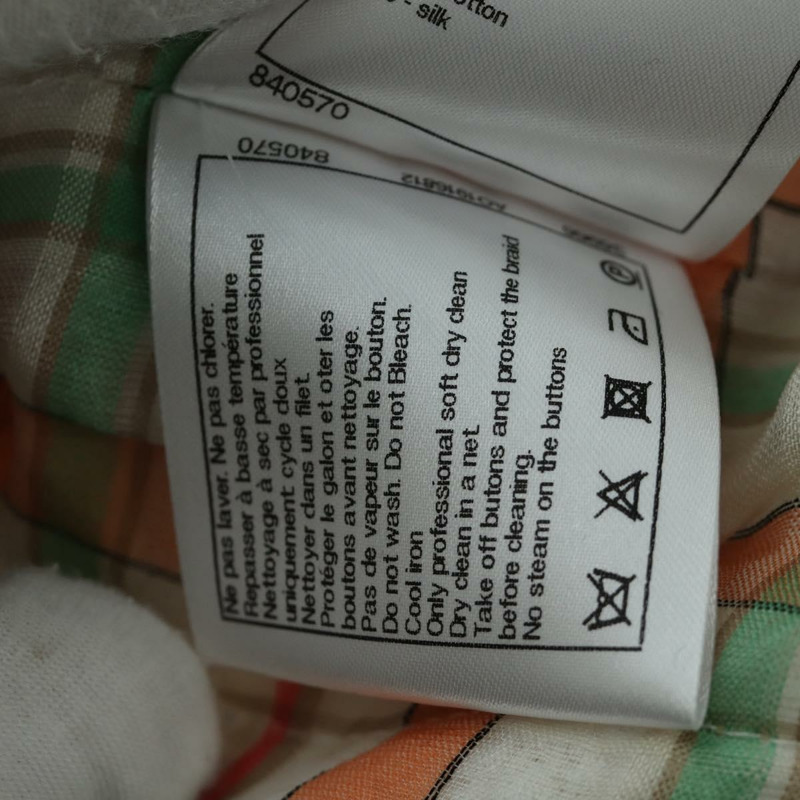 cotton
- silk
840570
840570
Ne pas laver. Ne pas chlorer.
Repasser à basse température
Nettoyage à sec par professionnel
uniquement cycle doux
Nettoyer dans un filet.
Protéger le galon et oter les
boutons avant nettoyage.
Pas de vapeur sur le bouton.
Do not wash. Do not Bleach.
Cool iron
Only professional soft dry clean
Dry clean in a net.
Take off buttons and protect the braid
before cleaning.
No steam on the buttons
P